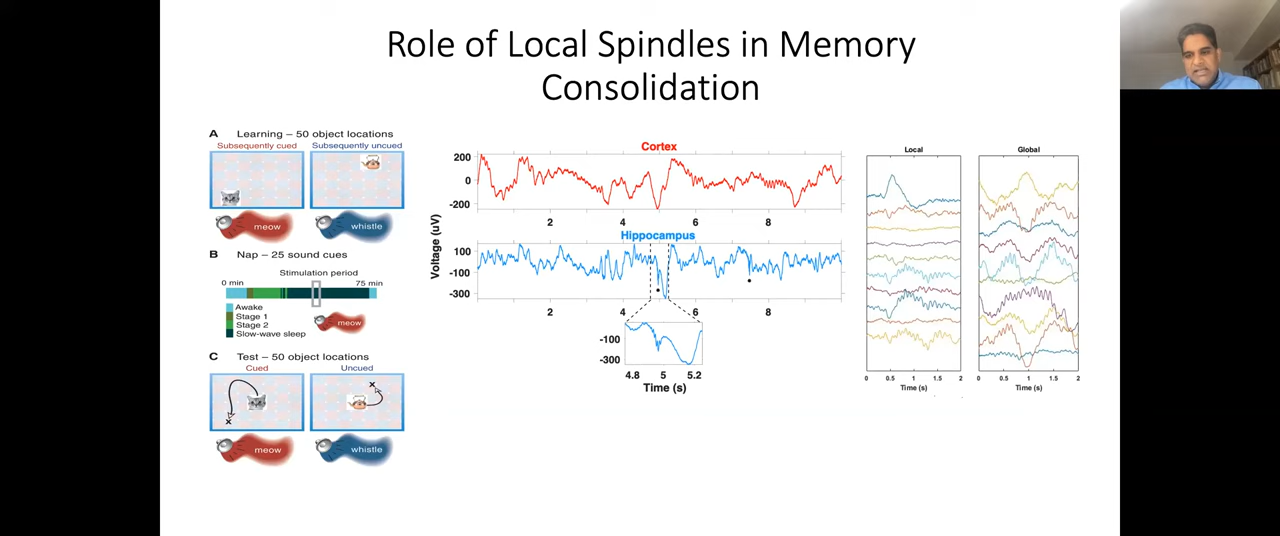 Role of Local Spindles in Memory
Consolidation
A Learning – 50 object locations
Subsequently cued
Subsequently uncued
meow
whistle
B Nap – 25 sound cues
Stimulation period
0 min
75 min
Awake
Stage 1
Stage 2
Slow-wave sleep
meow
C Test – 50 object locations
Cued
Uncued
x
x
meow
whistle
Cortex
200
0
-200
2 4 6 8
Voltage (uV)
Hippocampus
100
-100
-300
2 4 6 8
-100
-300
4.8 5 5.2
Time (s)
Local
0 0.5 1 1.5 2
Time (s)
Global
0 0.5 1 1.5 2
Time (s)